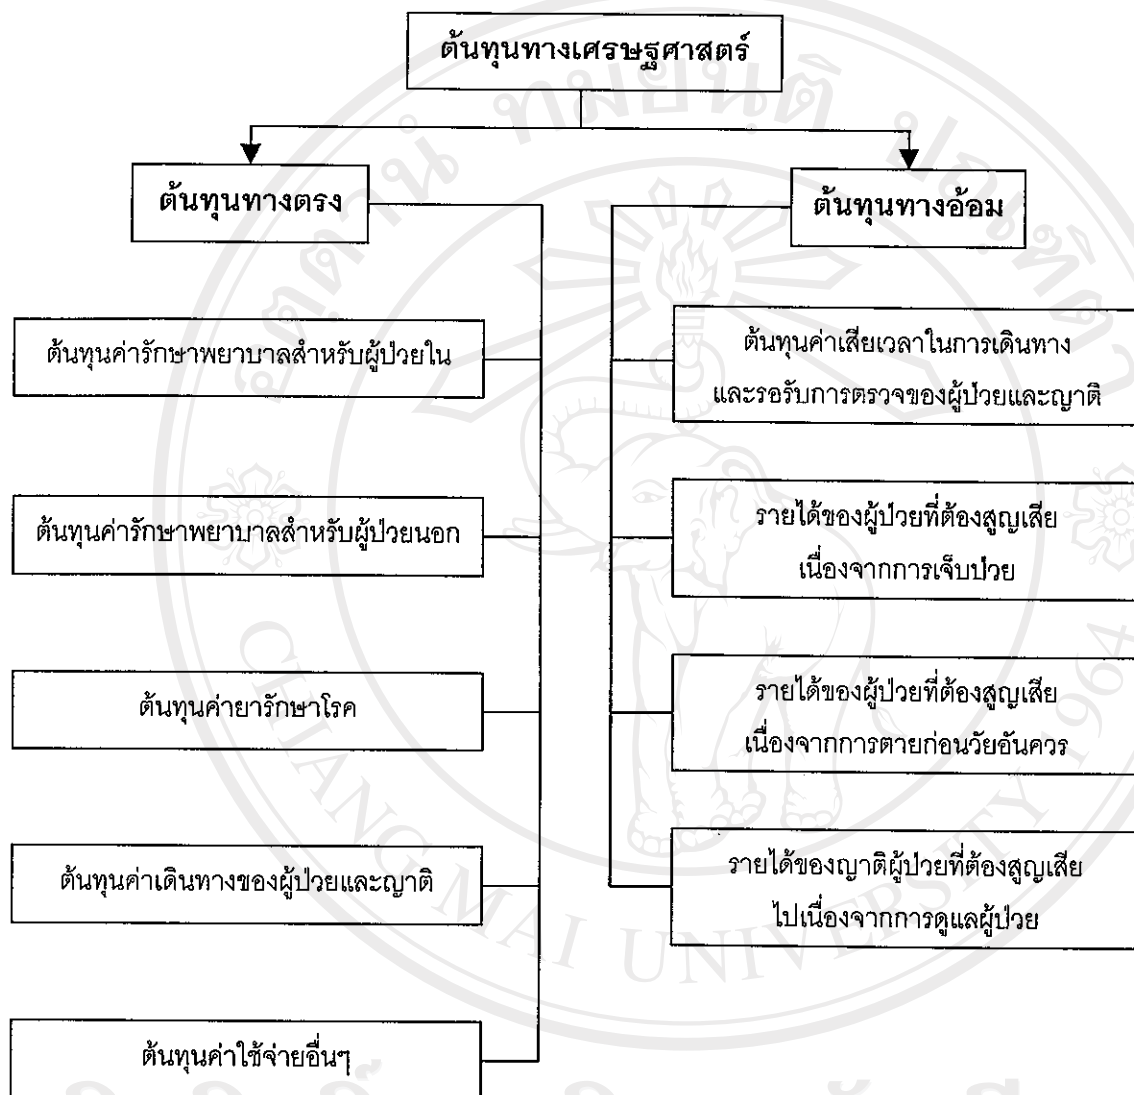 ต้นทุนทางเศรษฐศาสตร์
ต้นทุนทางตรง
ต้นทุนค่ารักษาพยาบาลสำหรับผู้ป่วยใน
ต้นทุนค่ารักษาพยาบาลสำหรับผู้ป่วยนอก
ต้นทุนค่ายารักษาโรค
ต้นทุนค่าเดินทางของผู้ป่วยและญาติ
ต้นทุนค่าใช้จ่ายอื่นๆ
ต้นทุนทางอ้อม
ต้นทุนค่าเสียเวลาในการเดินทาง
และรอรับการตรวจของผู้ป่วยและญาติ
รายได้ของผู้ป่วยที่ต้องสูญเสีย
เนื่องจากการเจ็บป่วย
รายได้ของผู้ป่วยที่ต้องสูญเสีย
เนื่องจากการตายก่อนวัยอันควร
รายได้ของญาติผู้ป่วยที่ต้องสูญเสีย
ไปเนื่องจากการดูแลผู้ป่วย
CHIANG MAI UNIVERSITY 1964